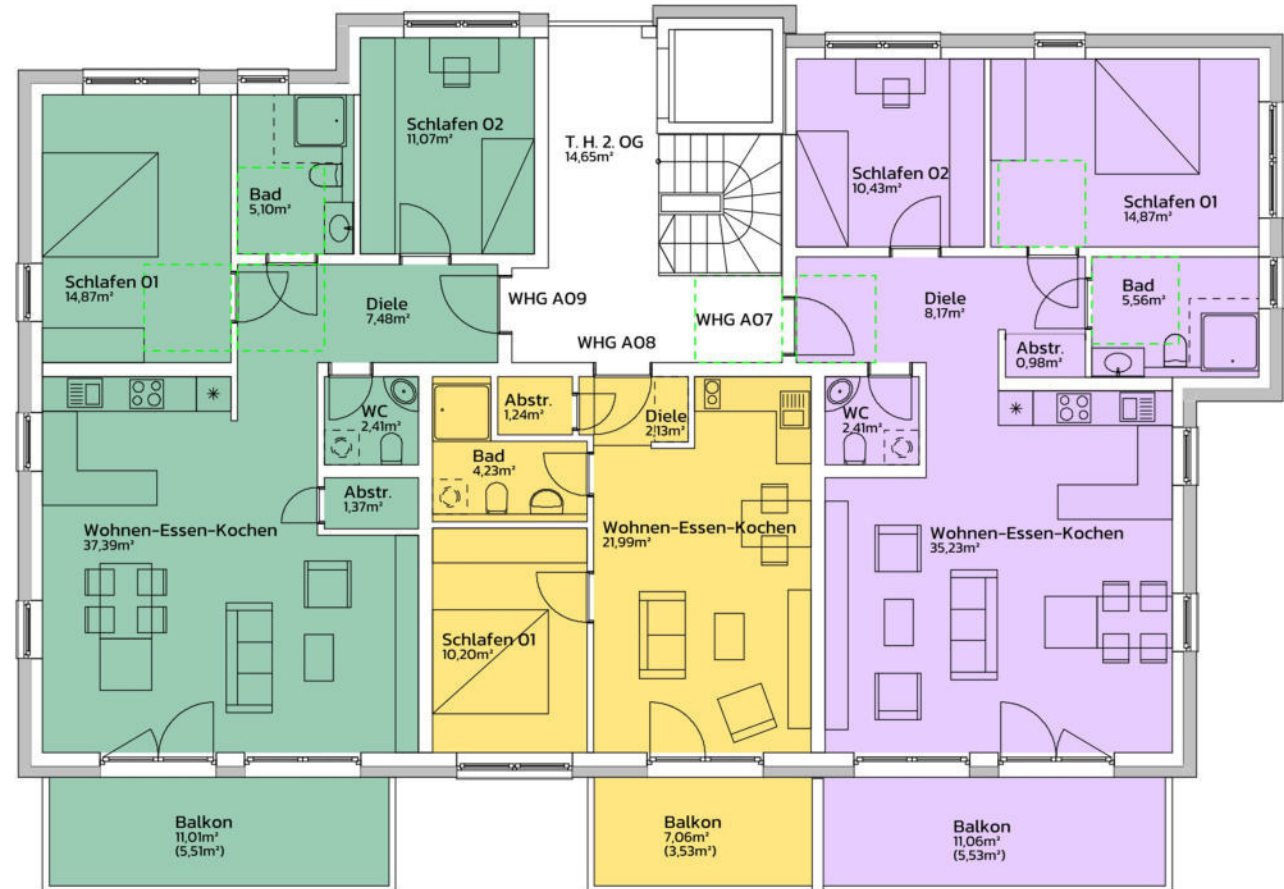 Schlafen 02
11,07m²
T. H. 2. OG
14,65m²
Schlafen 02
10,43m²
Schlafen 01
14,87m²
Bad
5,10m²
Schlafen 01
14,87m²
Diele
7,48m²
WHG A09
WHG A08
WHG A07
Diele
8,17m²
Bad
5,56m²
Abstr.
0,98m²
WC
2,41m²
Abstr.
1,24m²
Diele
2,13m²
WC
2,41m²
Bad
4,23m²
Abstr.
1,37m²
Wohnen-Essen-Kochen
37,39m²
Wohnen-Essen-Kochen
21,99m²
Wohnen-Essen-Kochen
35,23m²
Schlafen 01
10,20m²
Balkon
11,01m²
(5,51m²)
Balkon
7,06m²
(3,53m²)
Balkon
11,06m²
(5,53m²)